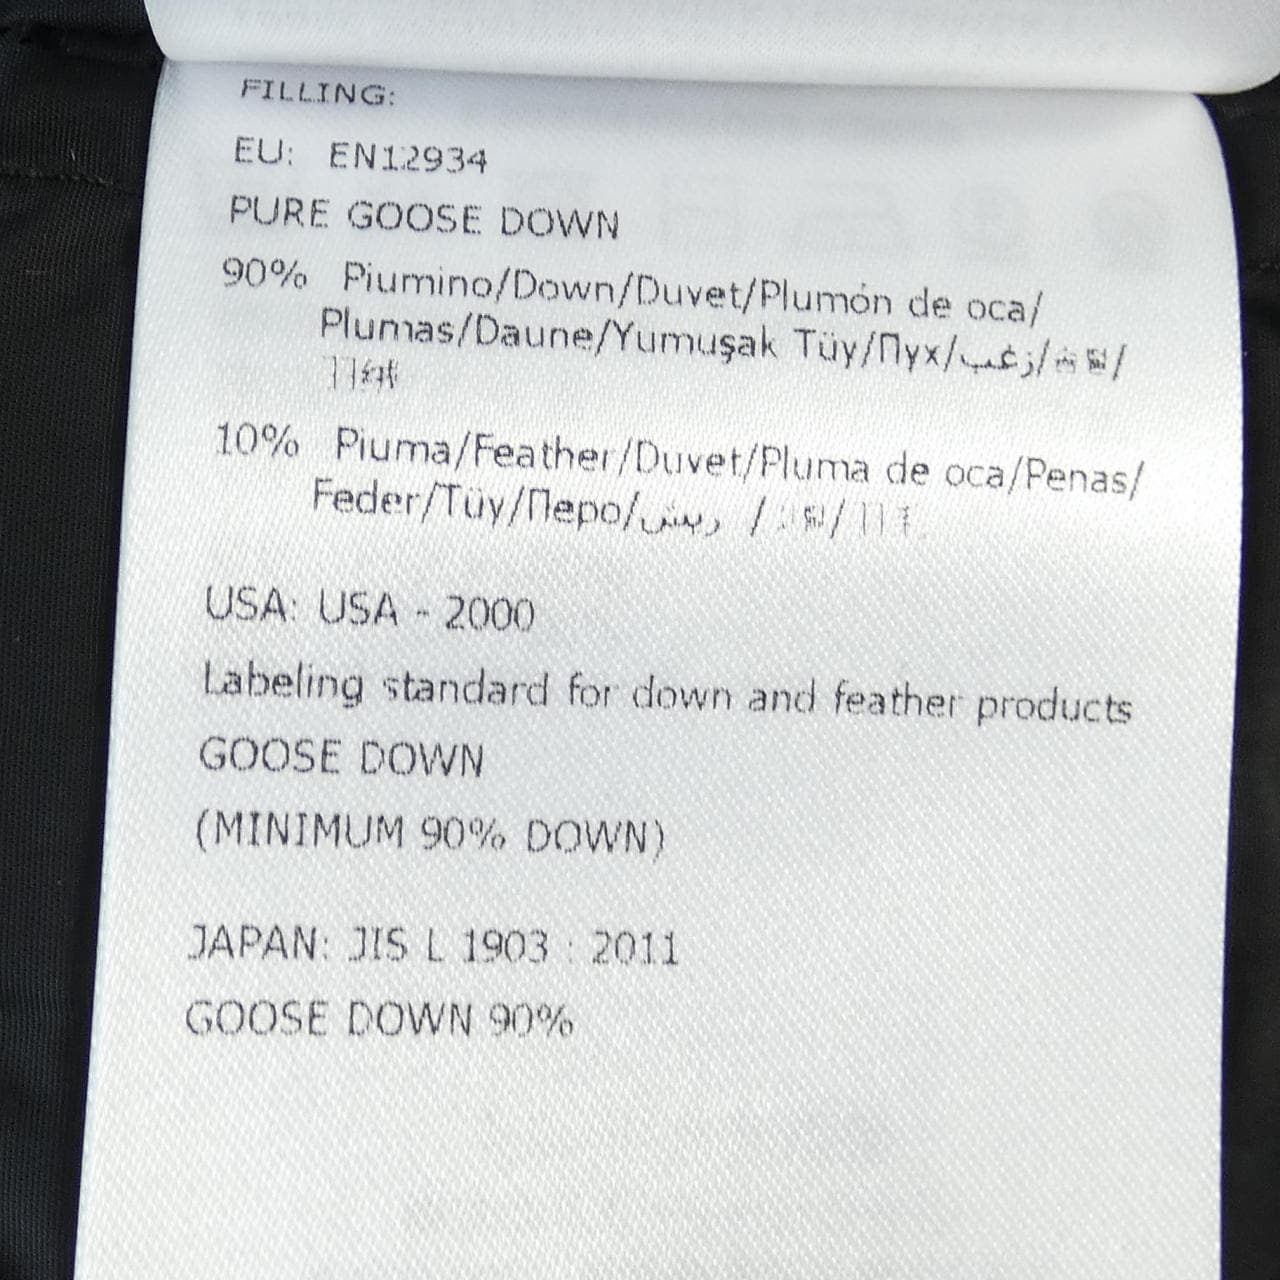 FILLING:
EU: EN12934
PURE GOOSE DOWN
90% Piumino/Down/Duvet/Plumón de oca/
Plumas/Daune/Yumuşak Tüy/Пух/زغب/
10% Piuma/Feather/Duvet/Pluma de oca/Penas/
Feder/Tüy/Перо/ريش /
USA: USA - 2000
Labeling standard for down and feather products
GOOSE DOWN
(MINIMUM 90% DOWN)
JAPAN: JIS L 1903 : 2011
GOOSE DOWN 90%